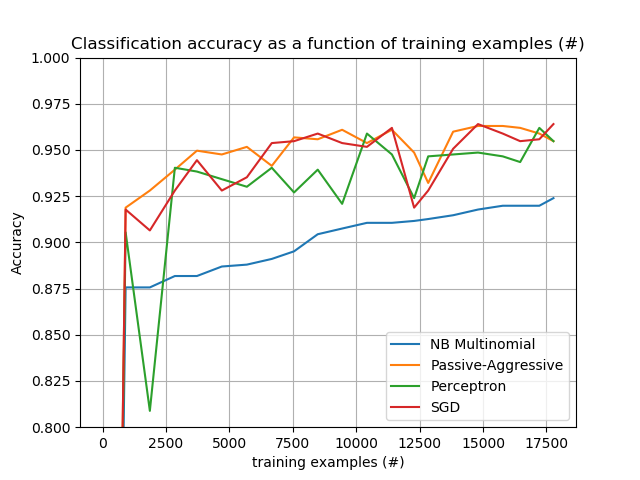 Classification accuracy as a function of training examples (#)
1.000
0.975
0.950
0.925
0.900
0.875
0.850
0.825
0.800
Accuracy
NB Multinomial
Passive-Aggressive
Perceptron
SGD
0 2500 5000 7500 10000 12500 15000 17500
training examples (#)